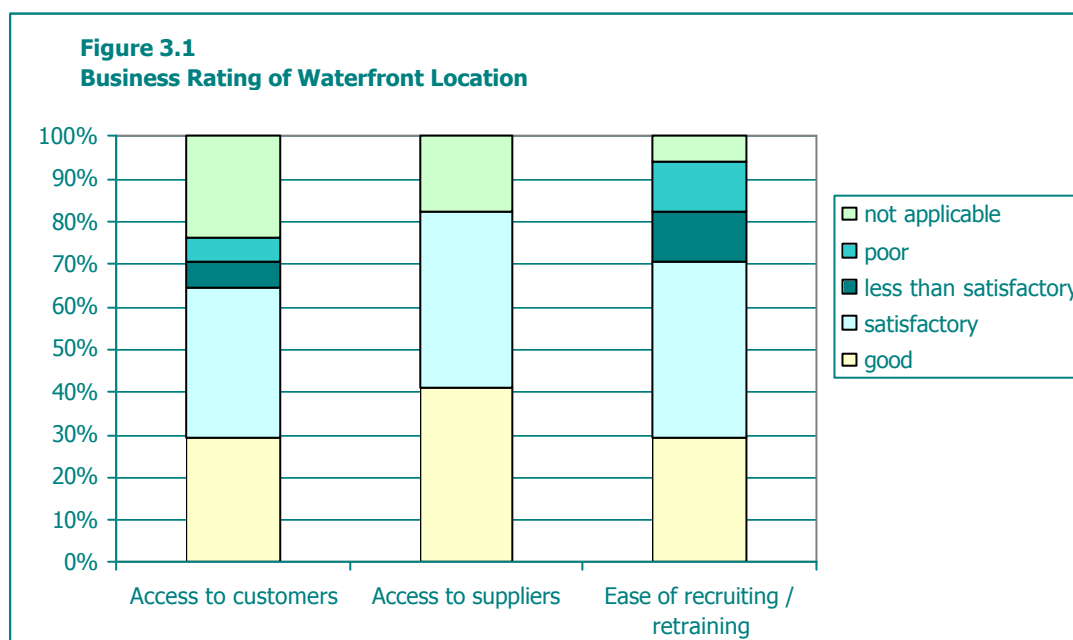 Figure 3.1
Business Rating of Waterfront Location
100%
90%
80%
70%
60%
50%
40%
30%
20%
10%
0%
Access to customers
Access to suppliers
Ease of recruiting /
retraining
not applicable
poor
less than satisfactory
satisfactory
good